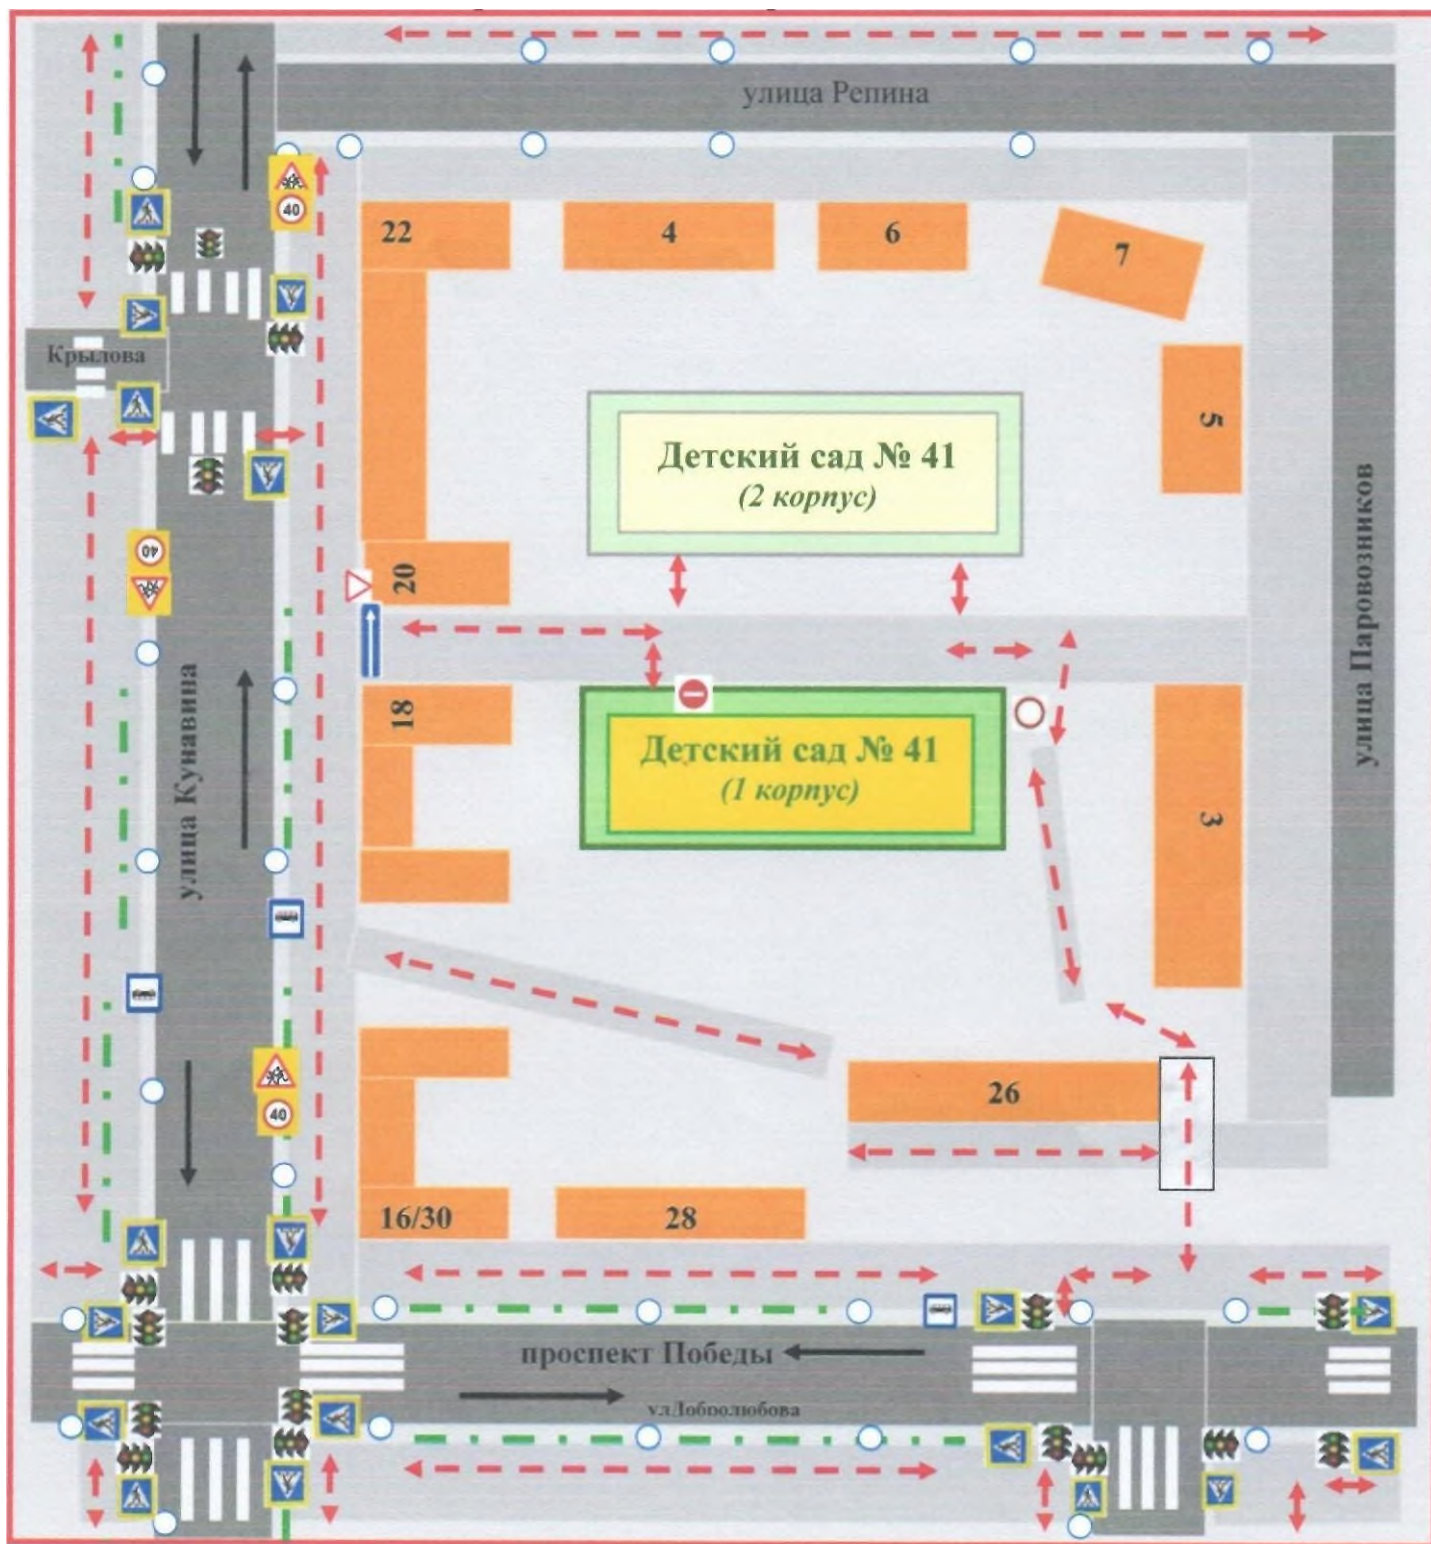 улица Репина
40
22
4
6
7
Крылова
5
Детский сад № 41
(2 корпус)
40
20
улица Паровозников
18
Детский сад № 41
(1 корпус)
улица Кунавина
3
26
40
16/30
28
проспект Победы
ул.Добролюбова